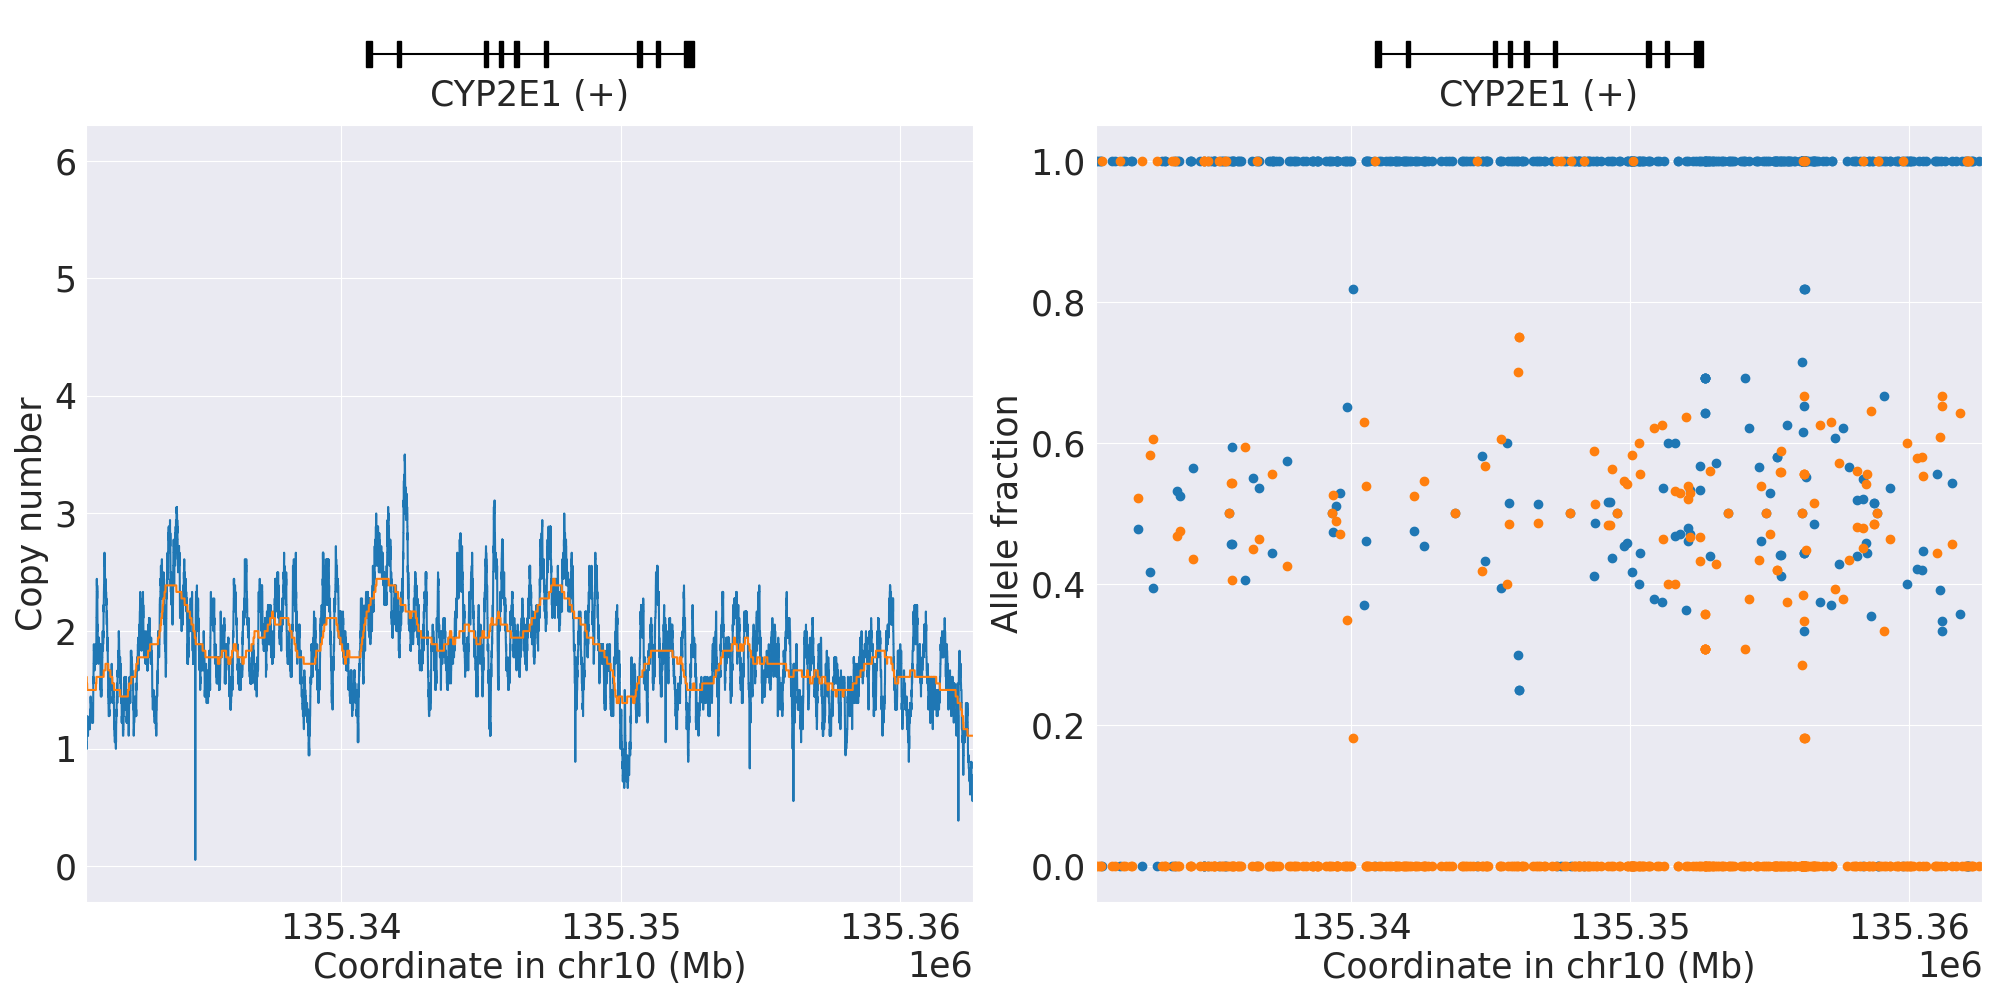 CYP2E1 (+)
6
5
4
3
2
1
0
Copy number
135.34 135.35 135.36
Coordinate in chr10 (Mb)
1e6
CYP2E1 (+)
1.0
0.8
0.6
0.4
0.2
0.0
Allele fraction
135.34 135.35 135.36
Coordinate in chr10 (Mb)
1e6